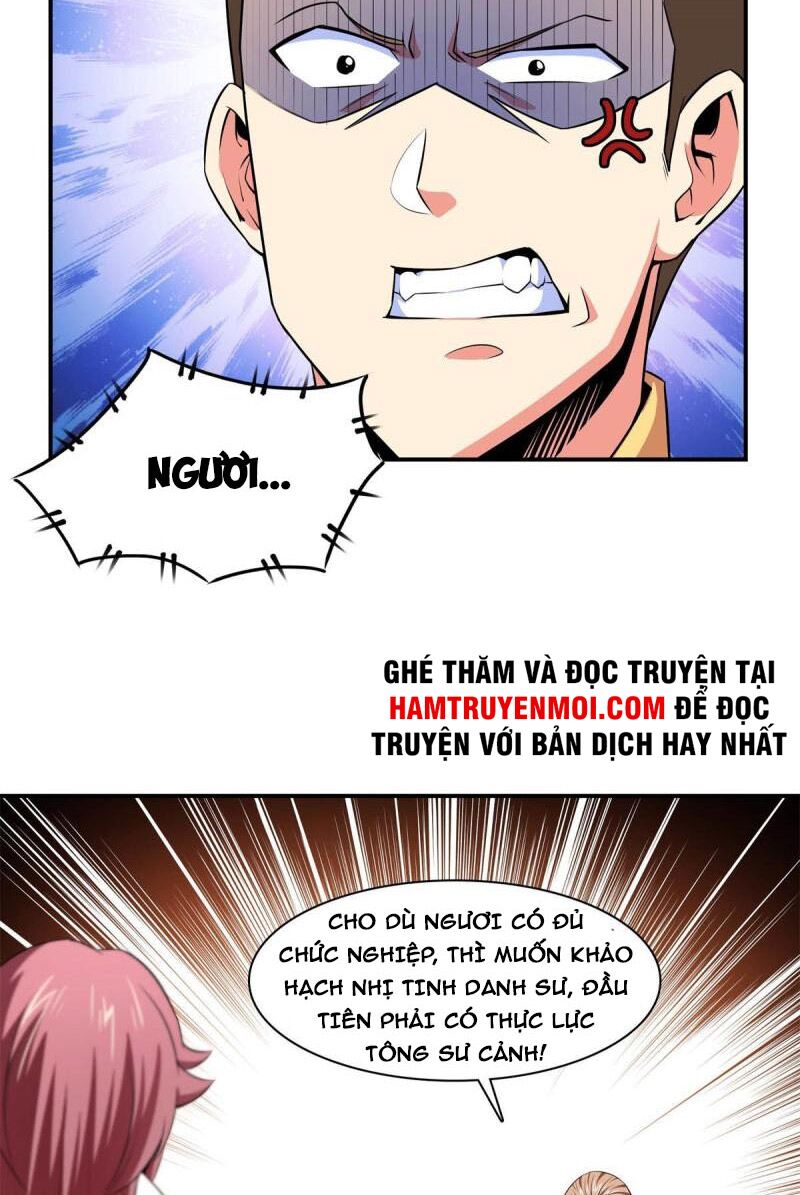 NGƯƠI...
GHÉ THĂM VÀ ĐỌC TRUYỆN TẠI
HAMTRUYENMOI.COM ĐỂ ĐỌC
TRUYỆN VỚI BẢN DỊCH HAY NHẤT
CHO DÙ NGƯƠI CÓ ĐỦ
CHỨC NGHIỆP, THÌ MUỐN KHẢO
HẠCH NHỊ TINH DANH SƯ, ĐẦU
TIÊN PHẢI CÓ THỰC LỰC
TÔNG SƯ CẢNH!